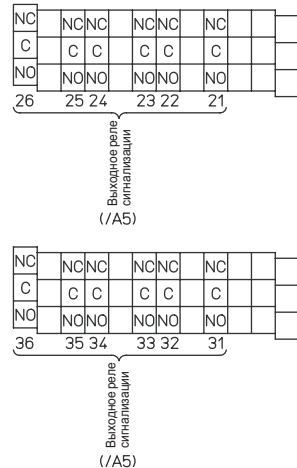 NC NC NC NC NC NC
C C C C C C
NO NO NO NO NO NO
26 25 24 23 22 21
Выходное реле
сигнализации
(/A5)
NC NC NC NC NC NC
C C C C C C
NO NO NO NO NO NO
36 35 34 33 32 31
Выходное реле
сигнализации
(/A5)